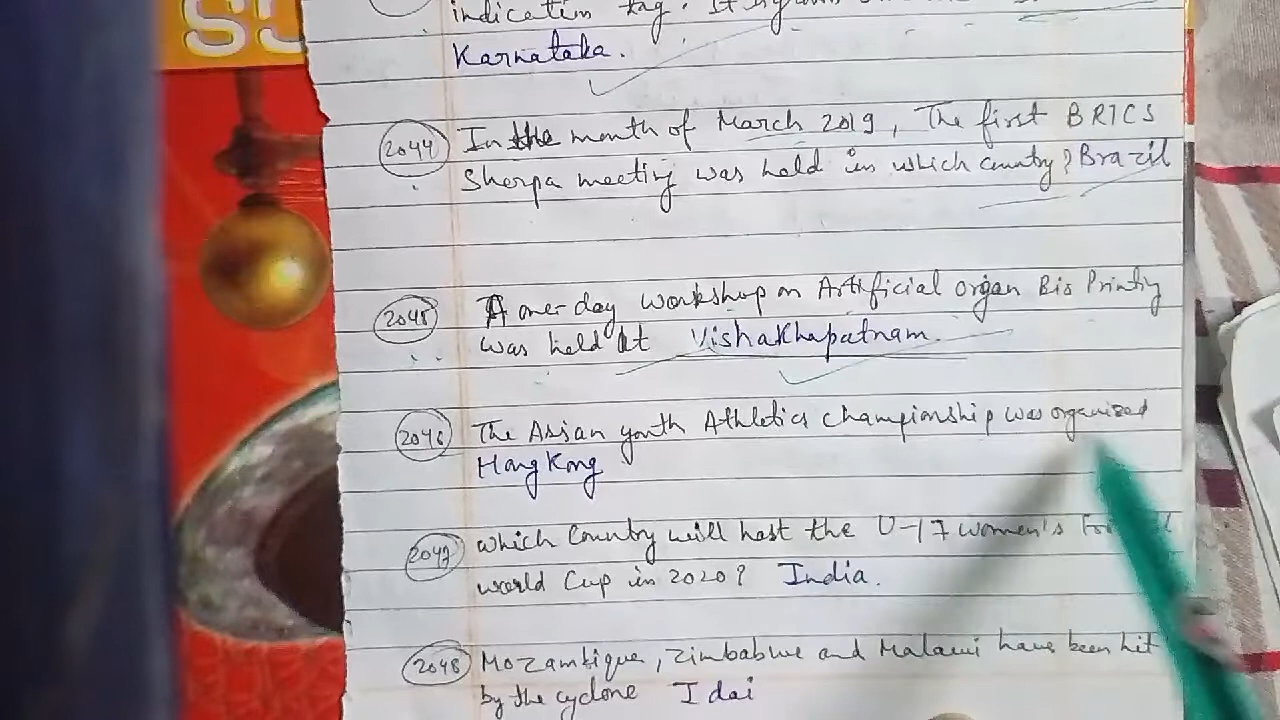 indication tag. It
Karnataka.
2044 In the month of March 2019, The first BRICS
Sherpa meeting was held in which country? Brazil
2045 A one-day workshop on Artificial organ Bio Printing
was held at Vishakhapatnam.
2046 The Asian youth Athletics championship was organized
Hong Kong
2047 which Country will host the U-17 women's
world Cup in 2020? India.
2048 Mozambique, Zimbabwe and Malawi have been hit
by the cyclone Idai